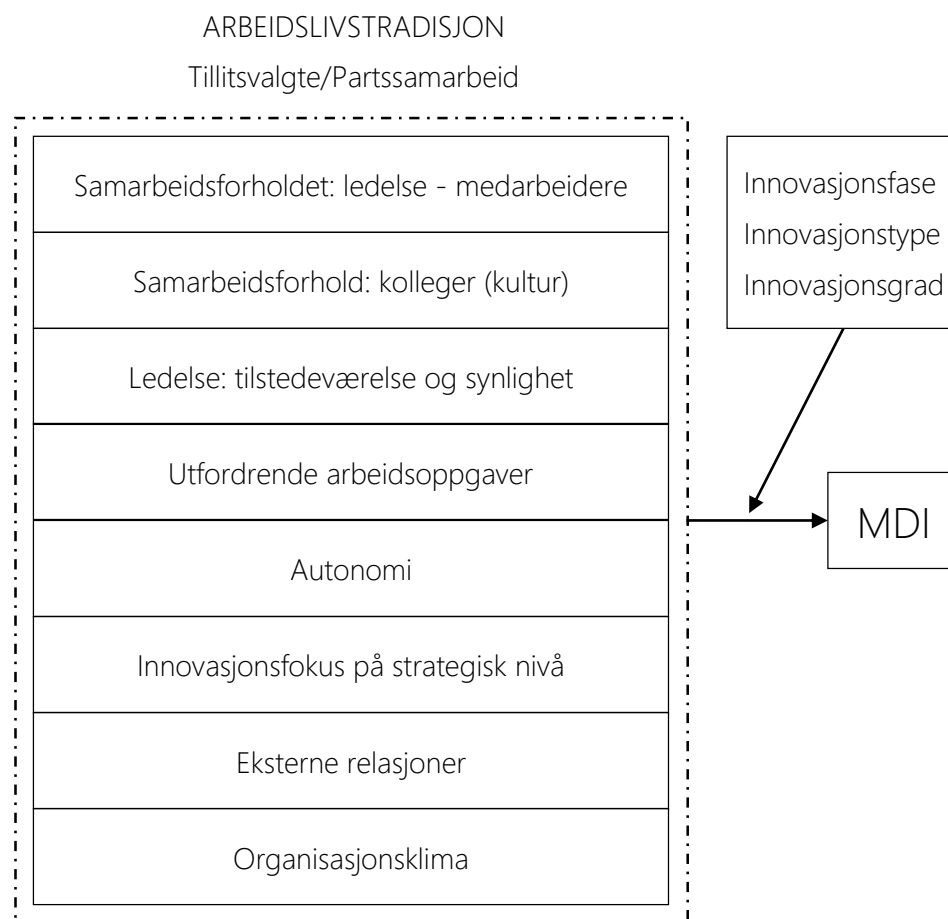 ARBEIDSLIVSTRADISJON
Tillitsvalgte/Partssamarbeid
Samarbeidsforholdet: ledelse - medarbeidere
Samarbeidsforhold: kolleger (kultur)
Ledelse: tilstedeværelse og synlighet
Utfordrende arbeidsoppgaver
Autonomi
Innovasjonsfokus på strategisk nivå
Eksterne relasjoner
Organisasjonsklima
Innovasjonsfase
Innovasjonstype
Innovasjonsgrad
MDI